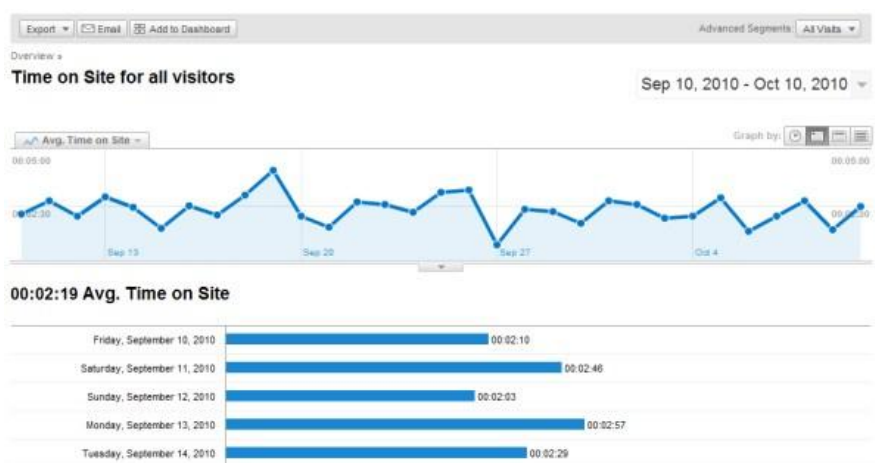 Export Email Add to Dashboard Advanced Segments: All Visits
Overview »
Time on Site for all visitors
Sep 10, 2010 - Oct 10, 2010
Avg. Time on Site Graph by:
00:05:00 00:05:00
00:02:30 00:02:30
Sep 13 Sep 20 Sep 27 Oct 4
00:02:19 Avg. Time on Site
Friday, September 10, 2010 00:02:10
Saturday, September 11, 2010 00:02:46
Sunday, September 12, 2010 00:02:03
Monday, September 13, 2010 00:02:57
Tuesday, September 14, 2010 00:02:29